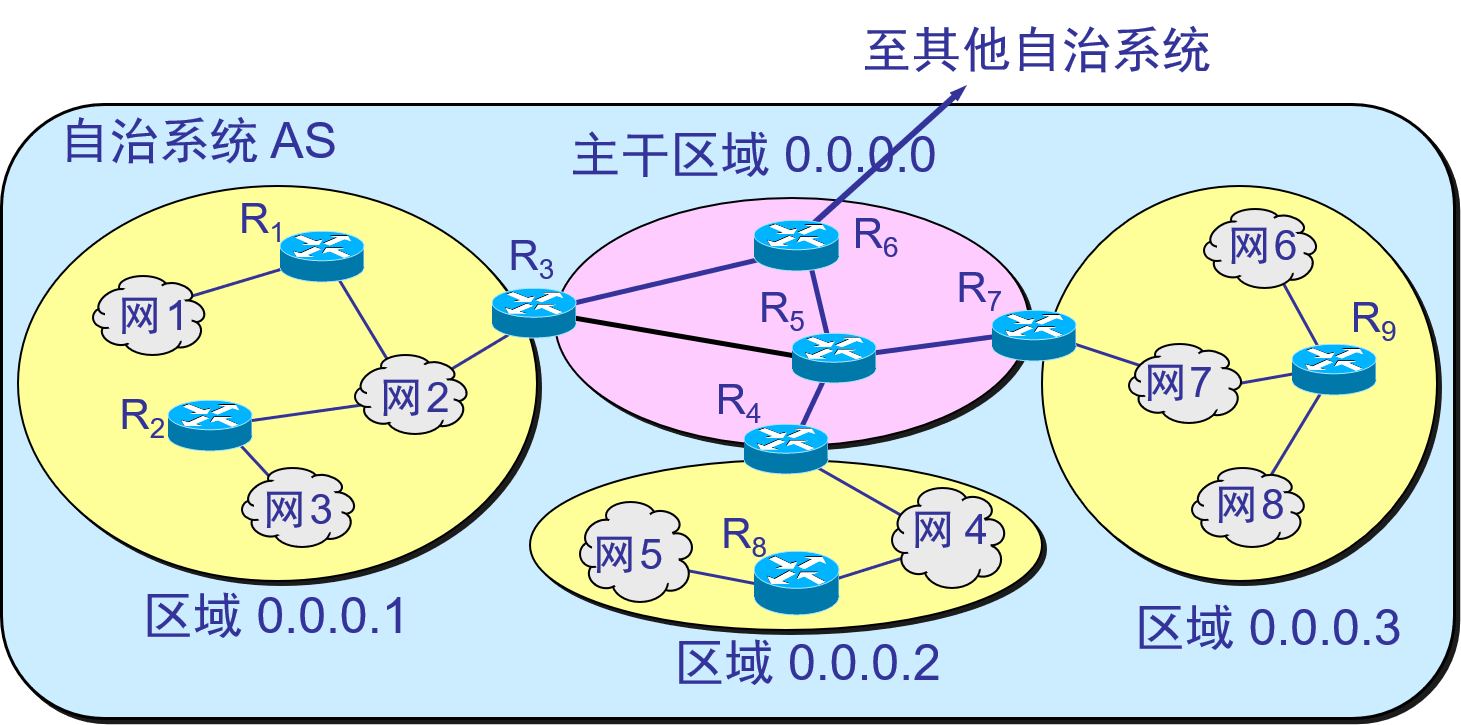 至其他自治系统
自治系统 AS
主干区域 0.0.0.0
R1
R3
R6
R7
R5
R9
R2
R4
R8
网1
网2
网3
网6
网7
网8
网5
网4
区域 0.0.0.1
区域 0.0.0.2
区域 0.0.0.3